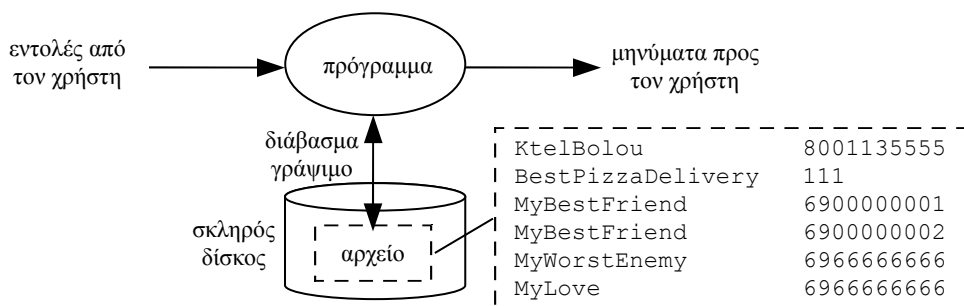 εντολές από
τον χρήστη
πρόγραμμα
μηνύματα προς
τον χρήστη
διάβασμα
γράψιμο
σκληρός
δίσκος
αρχείο
KtelBolou 8001135555
BestPizzaDelivery 111
MyBestFriend 6900000001
MyBestFriend 6900000002
MyWorstEnemy 6966666666
MyLove 6966666666